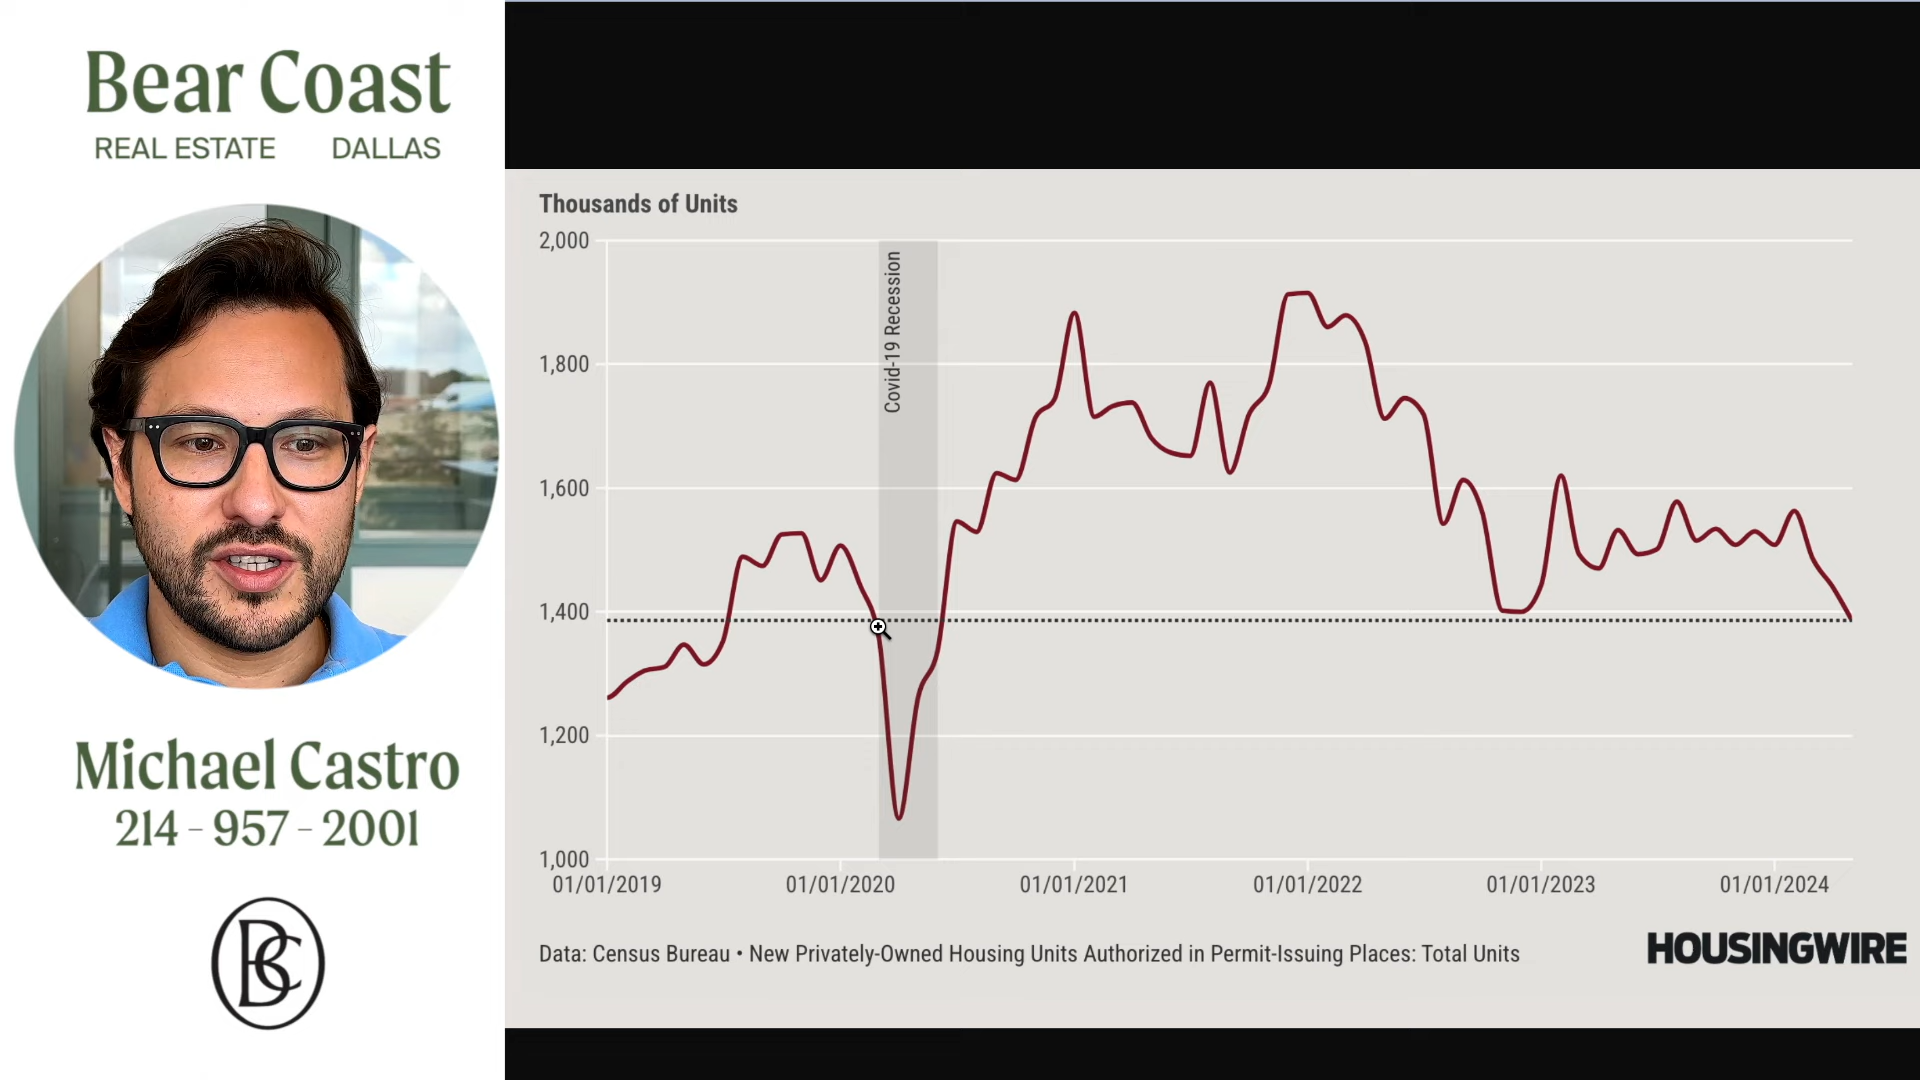 Bear Coast
REAL ESTATE DALLAS
Michael Castro
214 - 957 - 2001
BC
Thousands of Units
2,000
1,800
1,600
1,400
1,200
1,000
Covid-19 Recession
01/01/2019 01/01/2020 01/01/2021 01/01/2022 01/01/2023 01/01/2024
Data: Census Bureau • New Privately-Owned Housing Units Authorized in Permit-Issuing Places: Total Units
HOUSINGWIRE